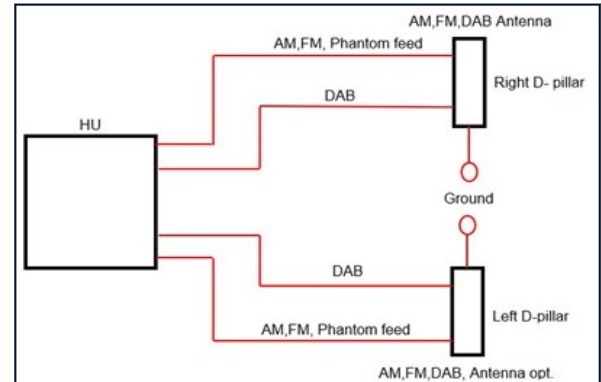 AM,FM,DAB Antenna
AM,FM, Phantom feed
Right D- pillar
DAB
HU
Ground
DAB
Left D-pillar
AM,FM, Phantom feed
AM,FM,DAB, Antenna opt.